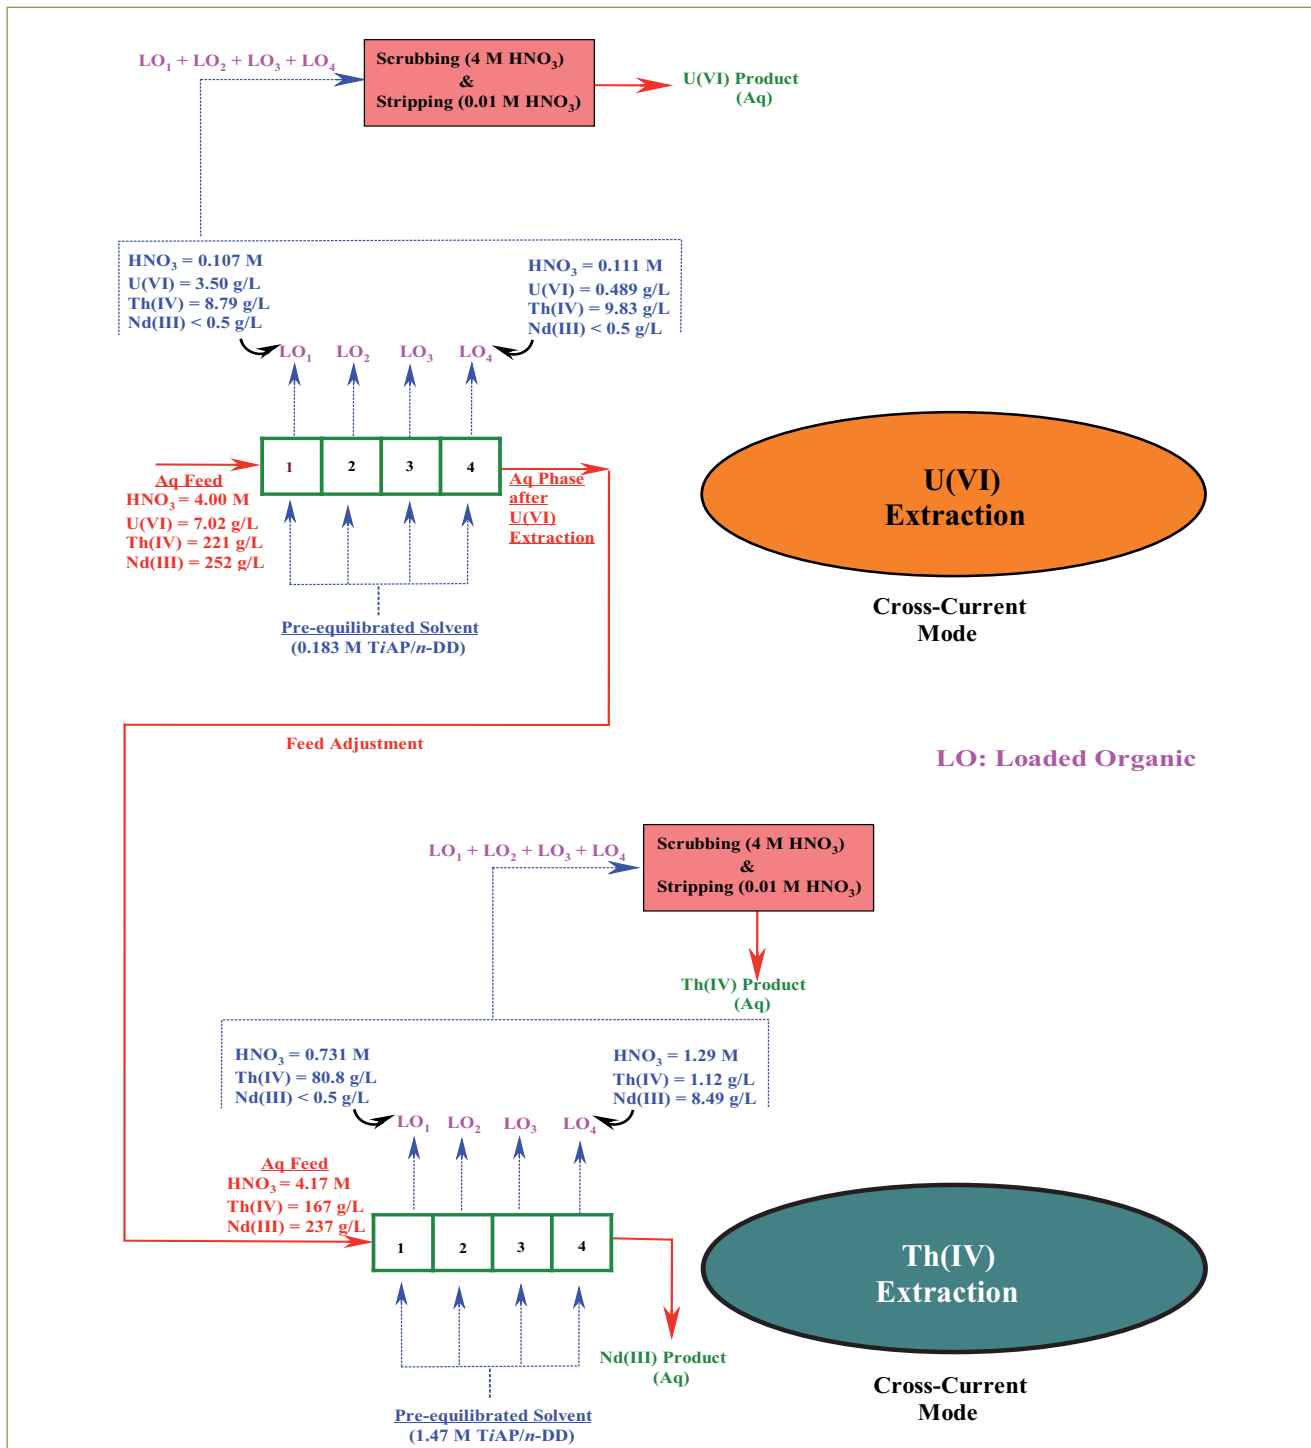 LO₁ + LO₂ + LO₃ + LO₄
Scrubbing (4 M HNO₃)
&
Stripping (0.01 M HNO₃)
U(VI) Product
(Aq)
HNO₃ = 0.107 M
U(VI) = 3.50 g/L
Th(IV) = 8.79 g/L
Nd(III) < 0.5 g/L
HNO₃ = 0.111 M
U(VI) = 0.489 g/L
Th(IV) = 9.83 g/L
Nd(III) < 0.5 g/L
LO₁ LO₂ LO₃ LO₄
1 2 3 4
Aq Feed
HNO₃ = 4.00 M
U(VI) = 7.02 g/L
Th(IV) = 221 g/L
Nd(III) = 252 g/L
Aq Phase
after
U(VI)
Extraction
U(VI)
Extraction
Cross-Current
Mode
Pre-equilibrated Solvent
(0.183 M TiAP/n-DD)
Feed Adjustment
LO: Loaded Organic
LO₁ + LO₂ + LO₃ + LO₄
Scrubbing (4 M HNO₃)
&
Stripping (0.01 M HNO₃)
Th(IV) Product
(Aq)
HNO₃ = 0.731 M
Th(IV) = 80.8 g/L
Nd(III) < 0.5 g/L
HNO₃ = 1.29 M
Th(IV) = 1.12 g/L
Nd(III) = 8.49 g/L
LO₁ LO₂ LO₃ LO₄
Aq Feed
HNO₃ = 4.17 M
Th(IV) = 167 g/L
Nd(III) = 237 g/L
1 2 3 4
Th(IV)
Extraction
Nd(III) Product
(Aq)
Cross-Current
Mode
Pre-equilibrated Solvent
(1.47 M TiAP/n-DD)